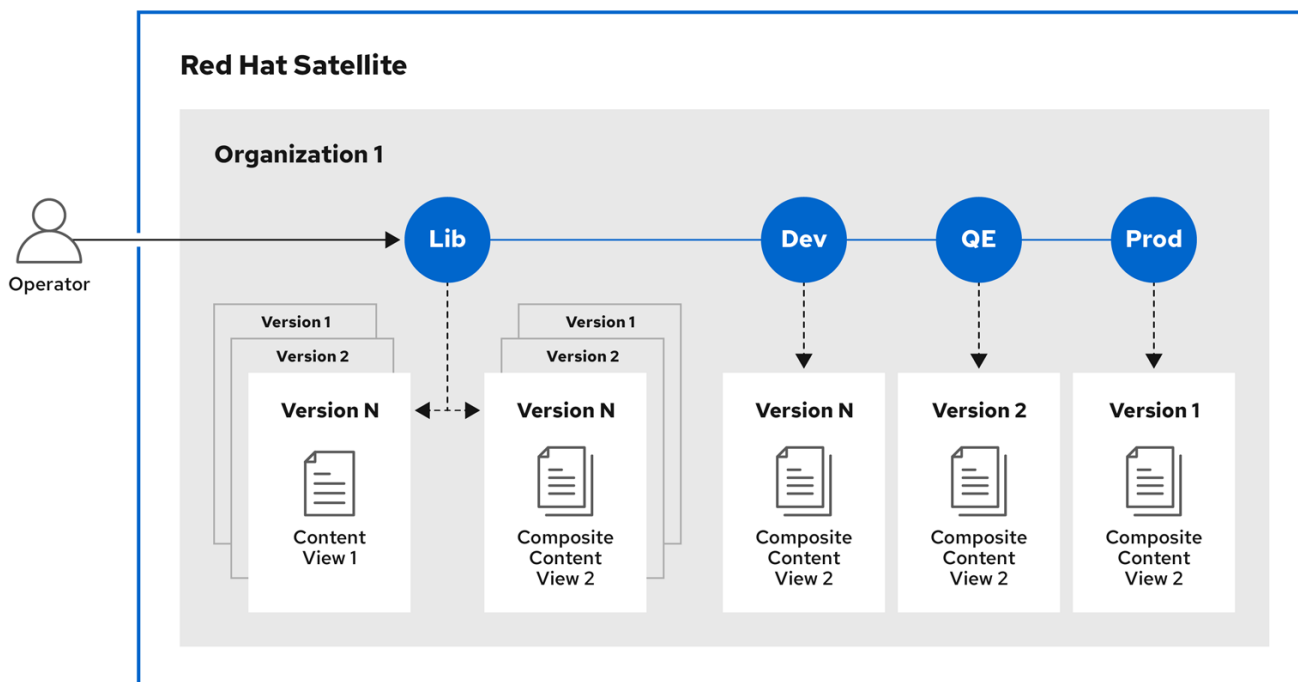 Red Hat Satellite
Organization 1
Operator
Lib
Dev
QE
Prod
Version 1
Version 2
Version N
Content
View 1
Version 1
Version 2
Version N
Composite
Content
View 2
Version N
Composite
Content
View 2
Version 2
Composite
Content
View 2
Version 1
Composite
Content
View 2